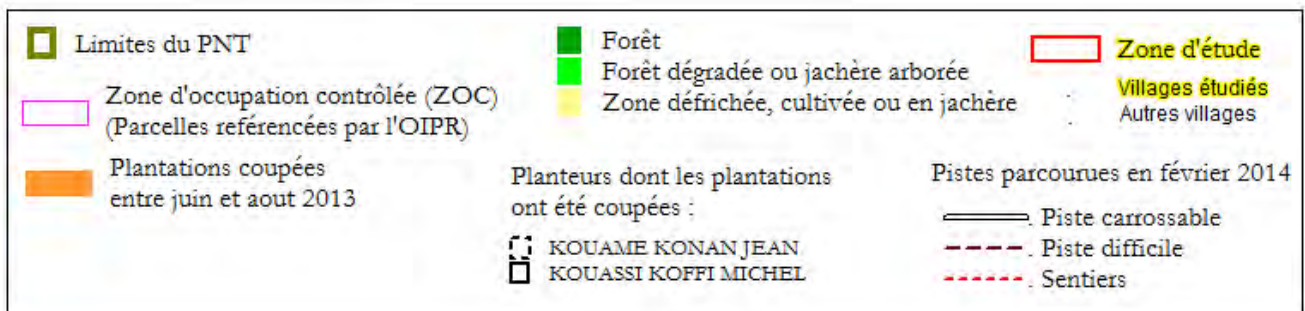 Limites du PNT
Zone d'occupation contrôlée (ZOC)
(Parcelles referéncées par l'OIPR)
Plantations coupées
entre juin et aout 2013
Forêt
Forêt dégradée ou jachère arborée
Zone défrichée, cultivée ou en jachère
Planteurs dont les plantations
ont été coupées :
KOUAME KONAN JEAN
KOUASSI KOFFI MICHEL
Zone d'étude
Villages étudiés
Autres villages
Pistes parcourues en février 2014
Piste carrossable
Piste difficile
Sentiers